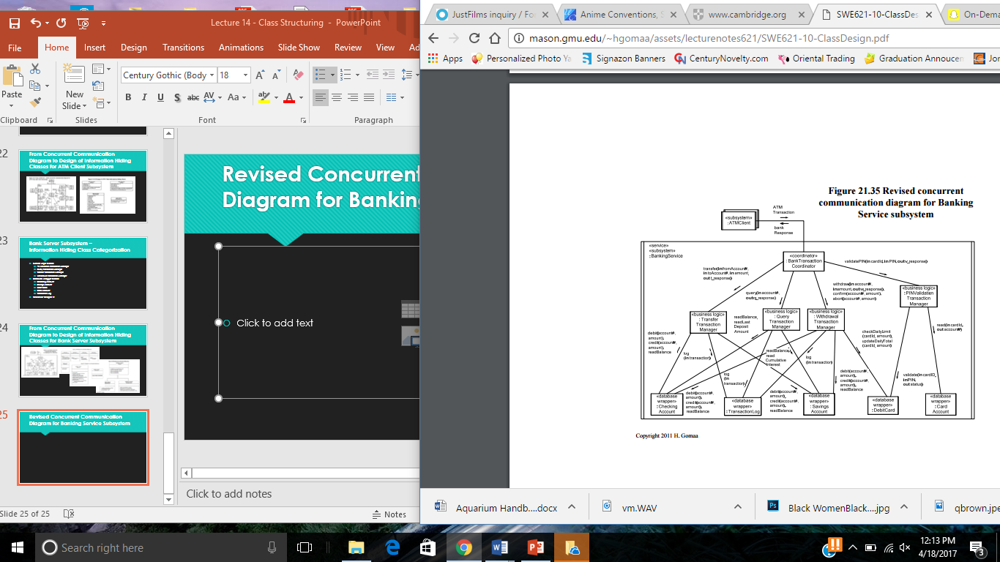 Lecture 14 - Class Structuring - PowerPoint
File
Home
Insert
Design
Transitions
Animations
Slide Show
Review
View
Paste
New
Slide
Century Gothic (Body
18
B I U S abc AV Aa A
Clipboard
Slides
Font
Paragraph
22
From Concurrent Communication
Diagram to Design of Information Hiding
Classes for ATM Client Subsystem
23
Bank Server Subsystem –
Information Hiding Class Categorization
24
From Concurrent Communication
Diagram to Design of Information Hiding
Classes for Bank Server Subsystem
25
Revised Concurrent Communication
Diagram for Banking Service Subsystem
Revised Concurrent
Diagram for Banking
Click to add text
Click to add notes
Slide 25 of 25
Notes
JustFilms inquiry / Fo
Anime Conventions, S
www.cambridge.org
SWE621-10-ClassDes
On-Dema
mason.gmu.edu/~hgomaa/assets/lecturenotes621/SWE621-10-ClassDesign.pdf
Apps
Personalized Photo Ya
Signazon Banners
CenturyNovelty.com
Oriental Trading
Graduation Annoucen
Jor
Figure 21.35 Revised concurrent
communication diagram for Banking
Service subsystem
ATM
Transaction
«subsystem»
: ATMClient
bank
Response
«service»
«subsystem»
: BankingService
«coordinator»
: BankTransaction
Coordinator
validatePIN(in cardId, in PIN, out v_response)
transfer(in fromAccount#,
in toAccount#, in amount,
out t_response)
query(in account#,
out q_response)
withdraw(in account#,
in amount, out w_response),
confirm(account#, amount),
abort(account#, amount)
«business logic»
: PINValidation
Transaction
Manager
«business logic»
: Transfer
Transaction
Manager
«business logic»
: Query
Transaction
Manager
«business logic»
: Withdrawal
Transaction
Manager
readBalance,
readLast
Deposit
Amount
read(in cardId,
out account#)
debit(account#,
amount),
credit(account#,
amount),
readBalance
checkDailyLimit
(cardId, amount),
updateDailyTotal
(cardId, amount)
log
(in transaction)
readBalance,
read
Cumulative
Interest
log
(in transaction)
log
(in
transaction)
debit(account#,
amount),
credit(account#,
amount),
readBalance
validate(in cardID,
in PIN,
out status)
debit(account#,
amount),
credit(account#,
amount),
readBalance
debit(account#,
amount),
credit(account#,
amount),
readBalance
«database
wrapper»
: Checking
Account
«database
wrapper»
: TransactionLog
«database
wrapper»
: Savings
Account
«database
wrapper»
: DebitCard
«database
wrapper»
: Card
Account
Copyright 2011 H. Gomaa
Aquarium Handb....docx
vm.WAV
Black WomenBlack....jpg
qbrown.jpe
Search right here
12:13 PM
4/18/2017
3